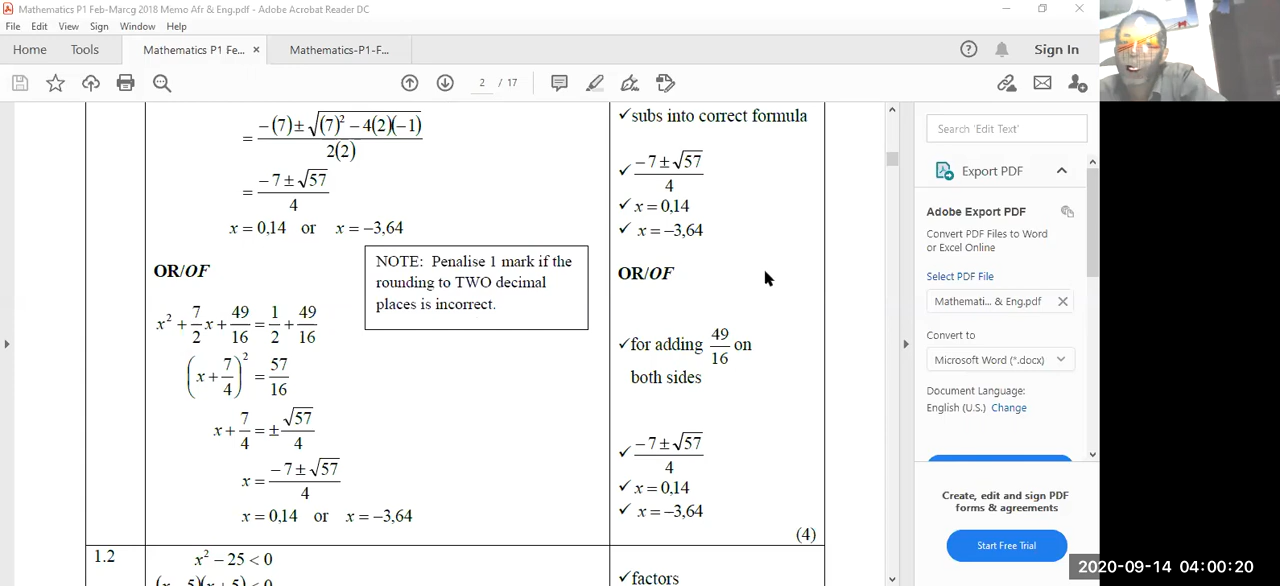 Mathematics P1 Feb-Marcg 2018 Memo Afr & Eng.pdf - Adobe Acrobat Reader DC
File Edit View Sign Window Help
Home Tools Mathematics P1 Fe... × Mathematics-P1-F... Sign In
2 / 17
= −(7)±√(7)² − 4(2)(−1) / 2(2)
= −7±√57 / 4
x = 0,14 or x = −3,64
OR/OF
NOTE: Penalise 1 mark if the
rounding to TWO decimal
places is incorrect.
x² + 7/2 x + 49/16 = 1/2 + 49/16
(x + 7/4)² = 57/16
x + 7/4 = ± √57/4
x = −7±√57 / 4
x = 0,14 or x = −3,64
1.2 x² − 25 < 0
✓subs into correct formula
✓ −7±√57 / 4
✓ x = 0,14
✓ x = −3,64
OR/OF
✓for adding 49/16 on
both sides
✓ −7±√57 / 4
✓ x = 0,14
✓ x = −3,64
(4)
✓factors
Search 'Edit Text'
Export PDF
Adobe Export PDF
Convert PDF Files to Word
or Excel Online
Select PDF File
Mathemati... & Eng.pdf ×
Convert to
Microsoft Word (*.docx)
Document Language:
English (U.S.) Change
Create, edit and sign PDF
forms & agreements
Start Free Trial
2020-09-14 04:00:20